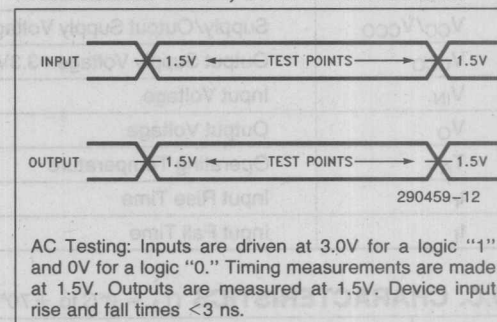 INPUT 1.5V TEST POINTS 1.5V
OUTPUT 1.5V TEST POINTS 1.5V
290459–12
AC Testing: Inputs are driven at 3.0V for a logic “1”
and 0V for a logic “0.” Timing measurements are made
at 1.5V. Outputs are measured at 1.5V. Device input
rise and fall times <3 ns.